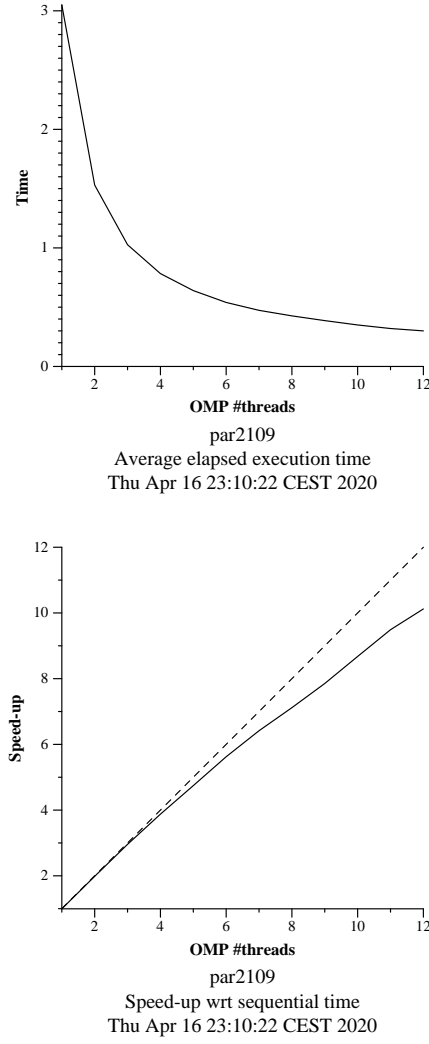 3
2
1
0
Time
2
4
6
8
10
12
OMP #threads
par2109
Average elapsed execution time
Thu Apr 16 23:10:22 CEST 2020
12
10
8
6
4
2
Speed-up
2
4
6
8
10
12
OMP #threads
par2109
Speed-up wrt sequential time
Thu Apr 16 23:10:22 CEST 2020